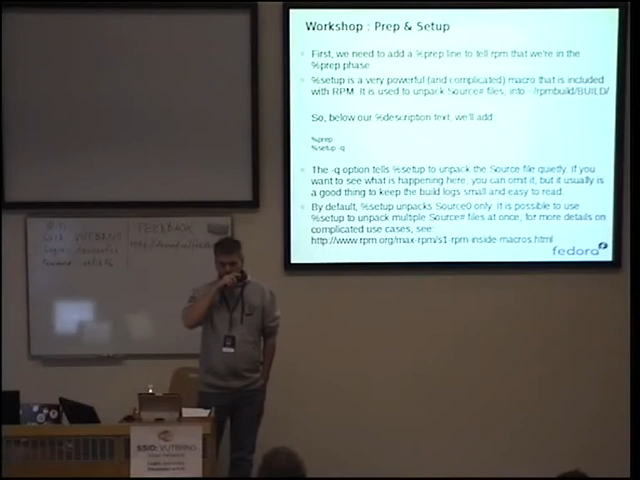 Workshop : Prep & Setup
First, we need to add a %prep line to tell rpm that we're in the
%prep phase.
%setup is a very powerful (and complicated) macro that is included
with RPM. It is used to unpack Source# files, into ~/rpmbuild/BUILD/
So, below our %description text, we'll add:
%prep
%setup -q
The -q option tells %setup to unpack the Source file quietly. If you
want to see what is happening here, you can omit it, but it usually is
a good thing to keep the build logs small and easy to read.
By default, %setup unpacks Source0 only. It is possible to use
%setup to unpack multiple Source# files at once, for more details on
complicated use cases, see:
http://www.rpm.org/max-rpm/s1-rpm-inside-macros.html
fedora
FEEDBACK
SSID: VUTBRNO